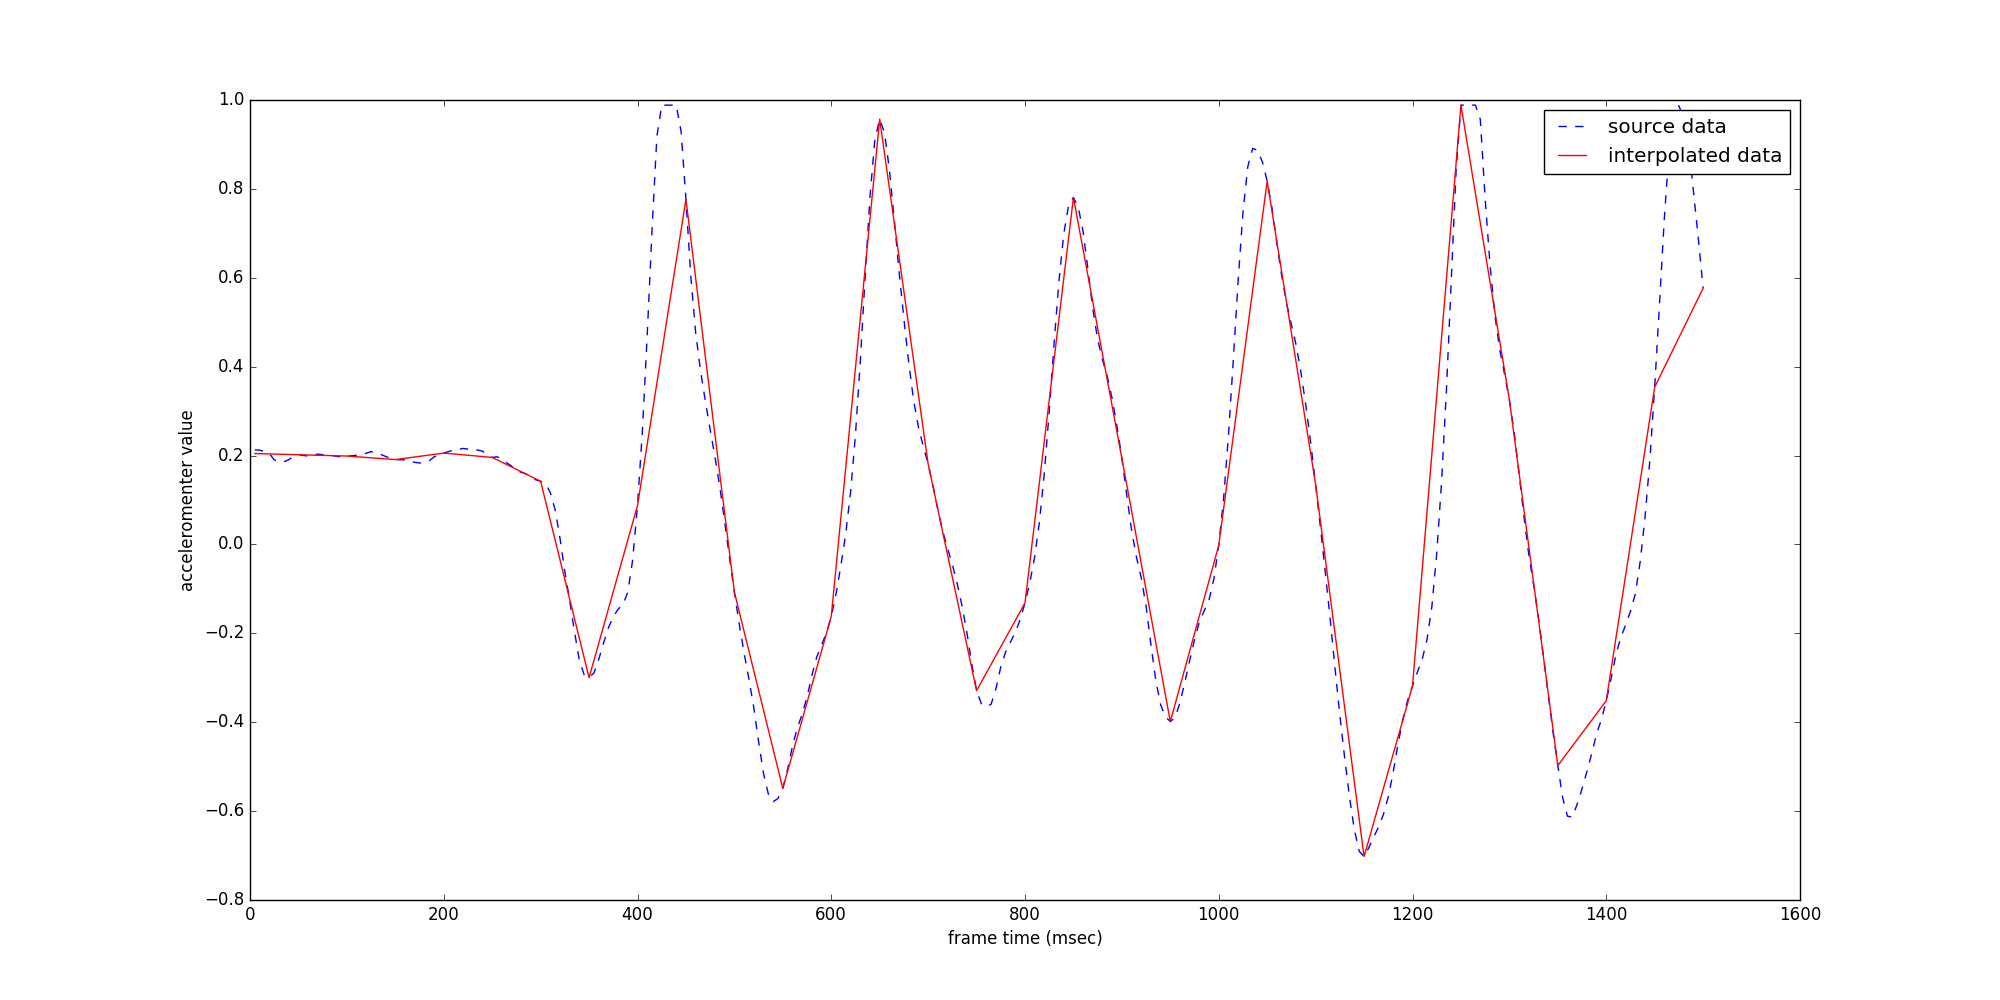 1.0
0.8
0.6
0.4
0.2
0.0
−0.2
−0.4
−0.6
−0.8
acceleromenter value
0 200 400 600 800 1000 1200 1400 1600
frame time (msec)
source data
interpolated data